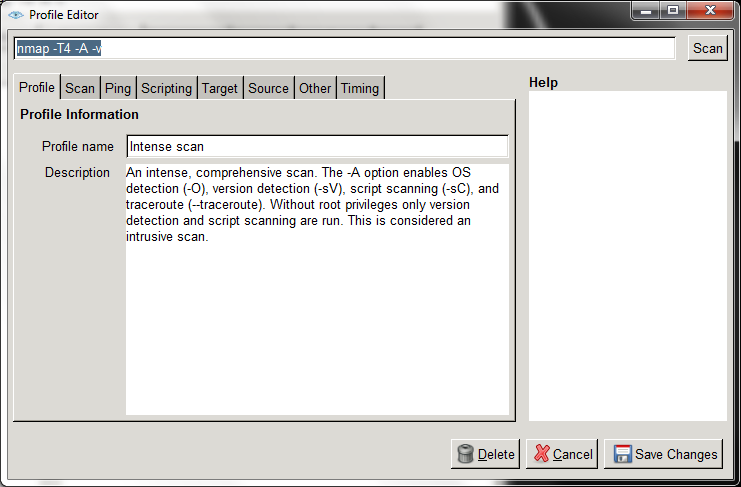 Profile Editor
nmap -T4 -A -v
Scan
Profile Scan Ping Scripting Target Source Other Timing
Help
Profile Information
Profile name Intense scan
Description An intense, comprehensive scan. The -A option enables OS
detection (-O), version detection (-sV), script scanning (-sC), and
traceroute (--traceroute). Without root privileges only version
detection and script scanning are run. This is considered an
intrusive scan.
Delete Cancel Save Changes